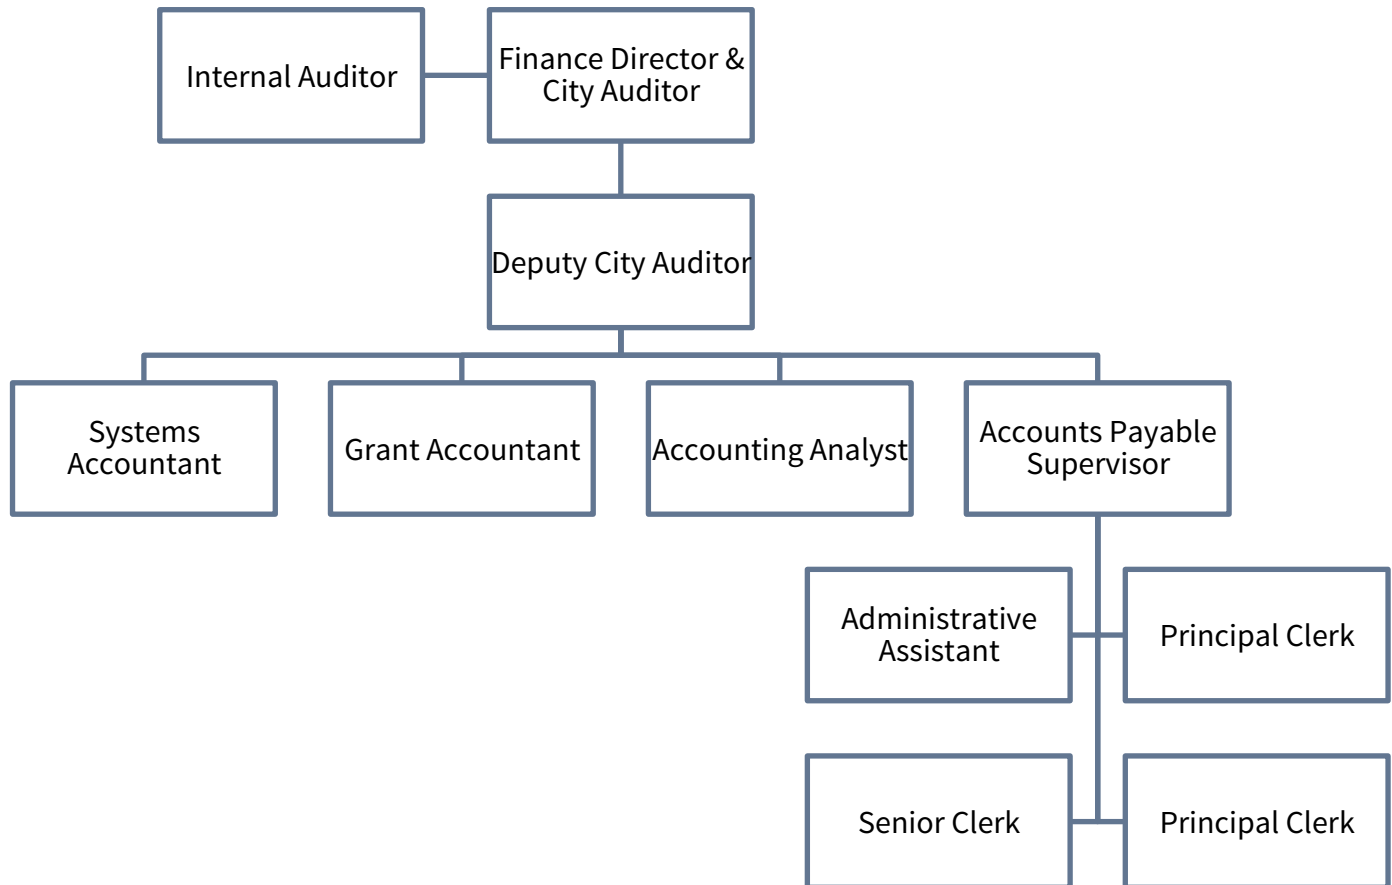 Internal Auditor
Finance Director &
City Auditor
Deputy City Auditor
Systems
Accountant
Grant Accountant
Accounting Analyst
Accounts Payable
Supervisor
Administrative
Assistant
Principal Clerk
Senior Clerk
Principal Clerk